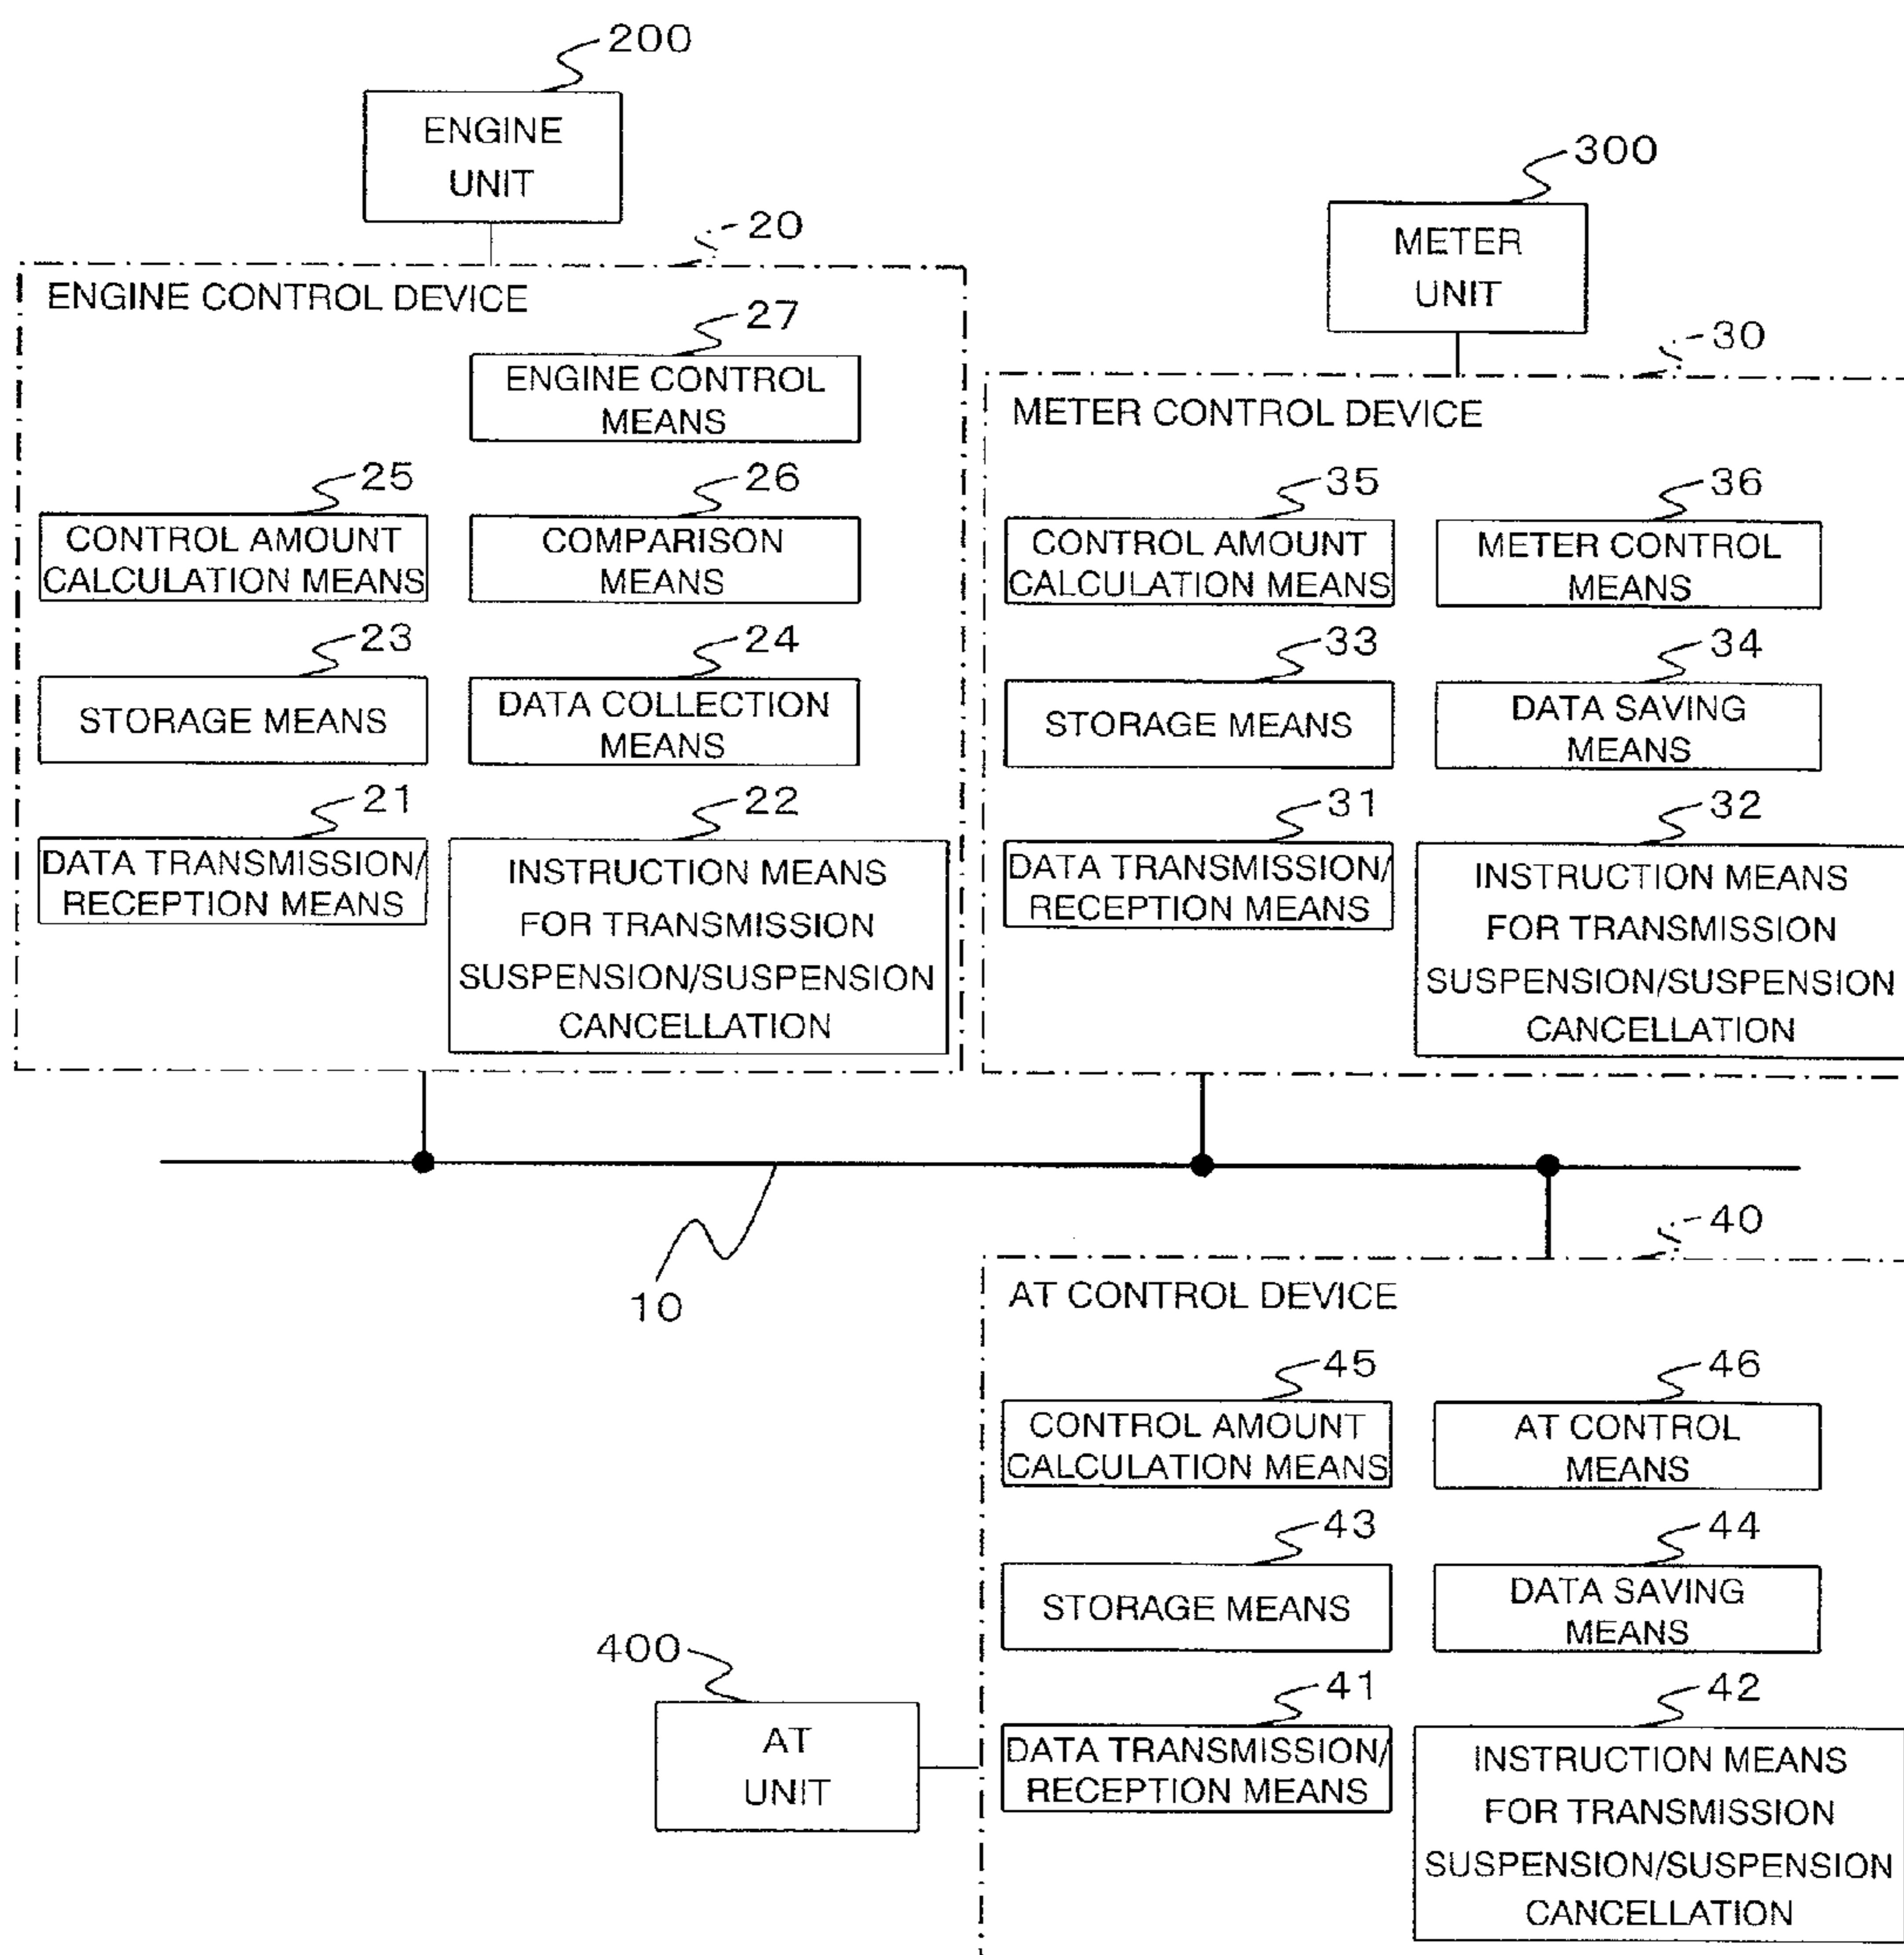 200
ENGINE
UNIT
20
ENGINE CONTROL DEVICE
27
ENGINE CONTROL
MEANS
25
CONTROL AMOUNT
CALCULATION MEANS
26
COMPARISON
MEANS
23
STORAGE MEANS
24
DATA COLLECTION
MEANS
21
DATA TRANSMISSION/
RECEPTION MEANS
22
INSTRUCTION MEANS
FOR TRANSMISSION
SUSPENSION/SUSPENSION
CANCELLATION
300
METER
UNIT
30
METER CONTROL DEVICE
35
CONTROL AMOUNT
CALCULATION MEANS
36
METER CONTROL
MEANS
33
STORAGE MEANS
34
DATA SAVING
MEANS
31
DATA TRANSMISSION/
RECEPTION MEANS
32
INSTRUCTION MEANS
FOR TRANSMISSION
SUSPENSION/SUSPENSION
CANCELLATION
10
40
AT CONTROL DEVICE
45
CONTROL AMOUNT
CALCULATION MEANS
46
AT CONTROL
MEANS
43
STORAGE MEANS
44
DATA SAVING
MEANS
400
AT
UNIT
41
DATA TRANSMISSION/
RECEPTION MEANS
42
INSTRUCTION MEANS
FOR TRANSMISSION
SUSPENSION/SUSPENSION
CANCELLATION